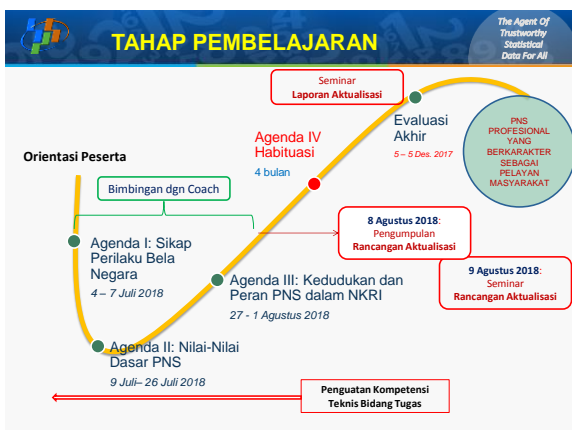 TAHAP PEMBELAJARAN
The Agent Of
Trustworthy
Statistical
Data For All
Seminar
Laporan Aktualisasi
Evaluasi
Akhir
5 – 5 Des. 2017
PNS
PROFESIONAL
YANG
BERKARAKTER
SEBAGAI
PELAYAN
MASYARAKAT
Agenda IV
Habituasi
4 bulan
Orientasi Peserta
Bimbingan dgn Coach
8 Agustus 2018:
Pengumpulan
Rancangan Aktualisasi
Agenda I: Sikap
Perilaku Bela
Negara
4 – 7 Juli 2018
9 Agustus 2018:
Seminar
Rancangan Aktualisasi
Agenda III: Kedudukan dan
Peran PNS dalam NKRI
27 - 1 Agustus 2018
Agenda II: Nilai-Nilai
Dasar PNS
9 Juli– 26 Juli 2018
Penguatan Kompetensi
Teknis Bidang Tugas